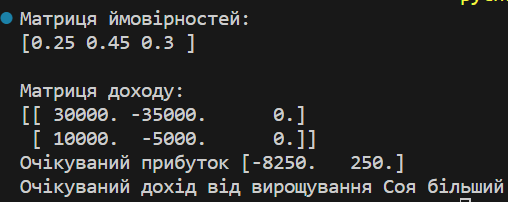 Матриця ймовірностей:
[0.25 0.45 0.3 ]
Матриця доходу:
[[ 30000. -35000.      0.]
 [ 10000.  -5000.      0.]]
Очікуваний прибуток [-8250.   250.]
Очікуваний дохід від вирощування Соя більший